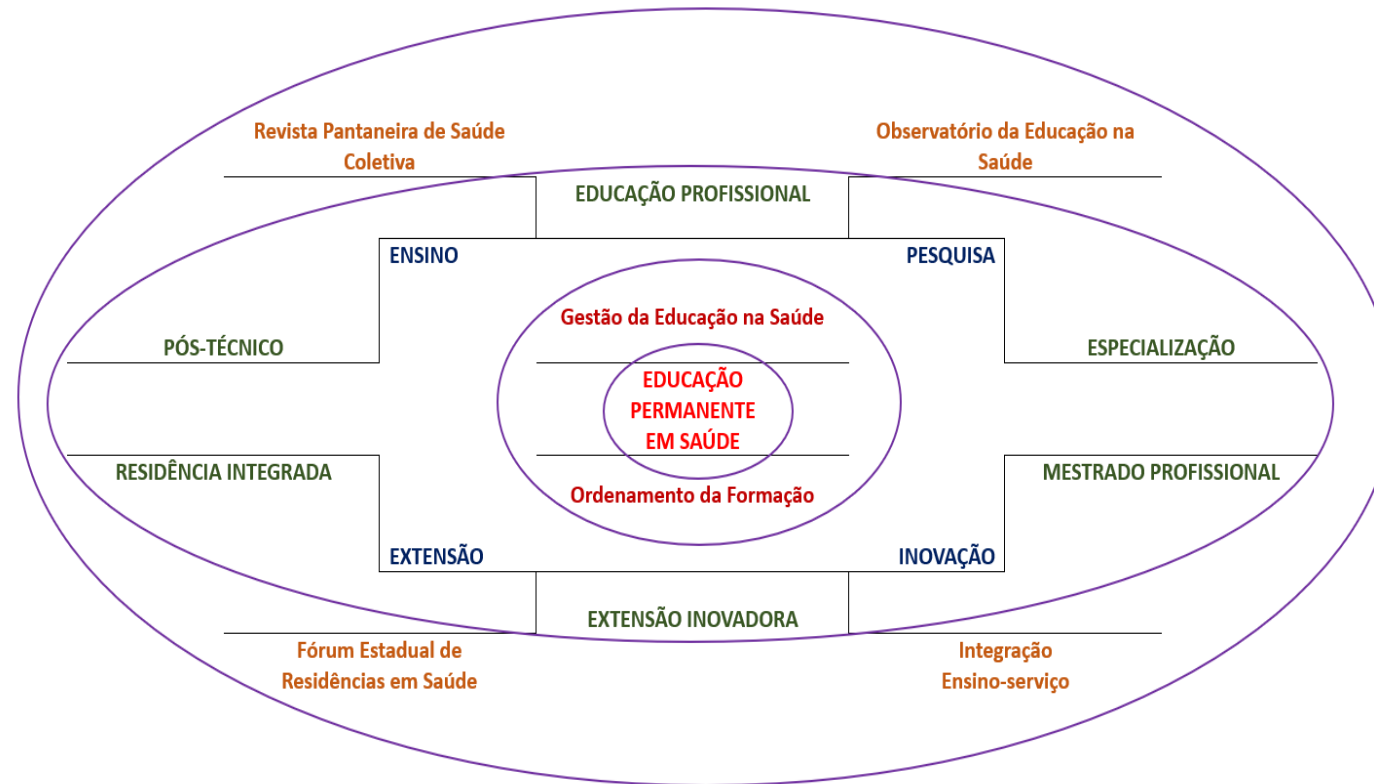 Revista Pantaneira de Saúde
Coletiva
Observatório da Educação na
Saúde
EDUCAÇÃO PROFISSIONAL
ENSINO
PESQUISA
Gestão da Educação na Saúde
PÓS-TÉCNICO
ESPECIALIZAÇÃO
EDUCAÇÃO
PERMANENTE
EM SAÚDE
RESIDÊNCIA INTEGRADA
MESTRADO PROFISSIONAL
Ordenamento da Formação
EXTENSÃO
INOVAÇÃO
EXTENSÃO INOVADORA
Fórum Estadual de
Residências em Saúde
Integração
Ensino-serviço